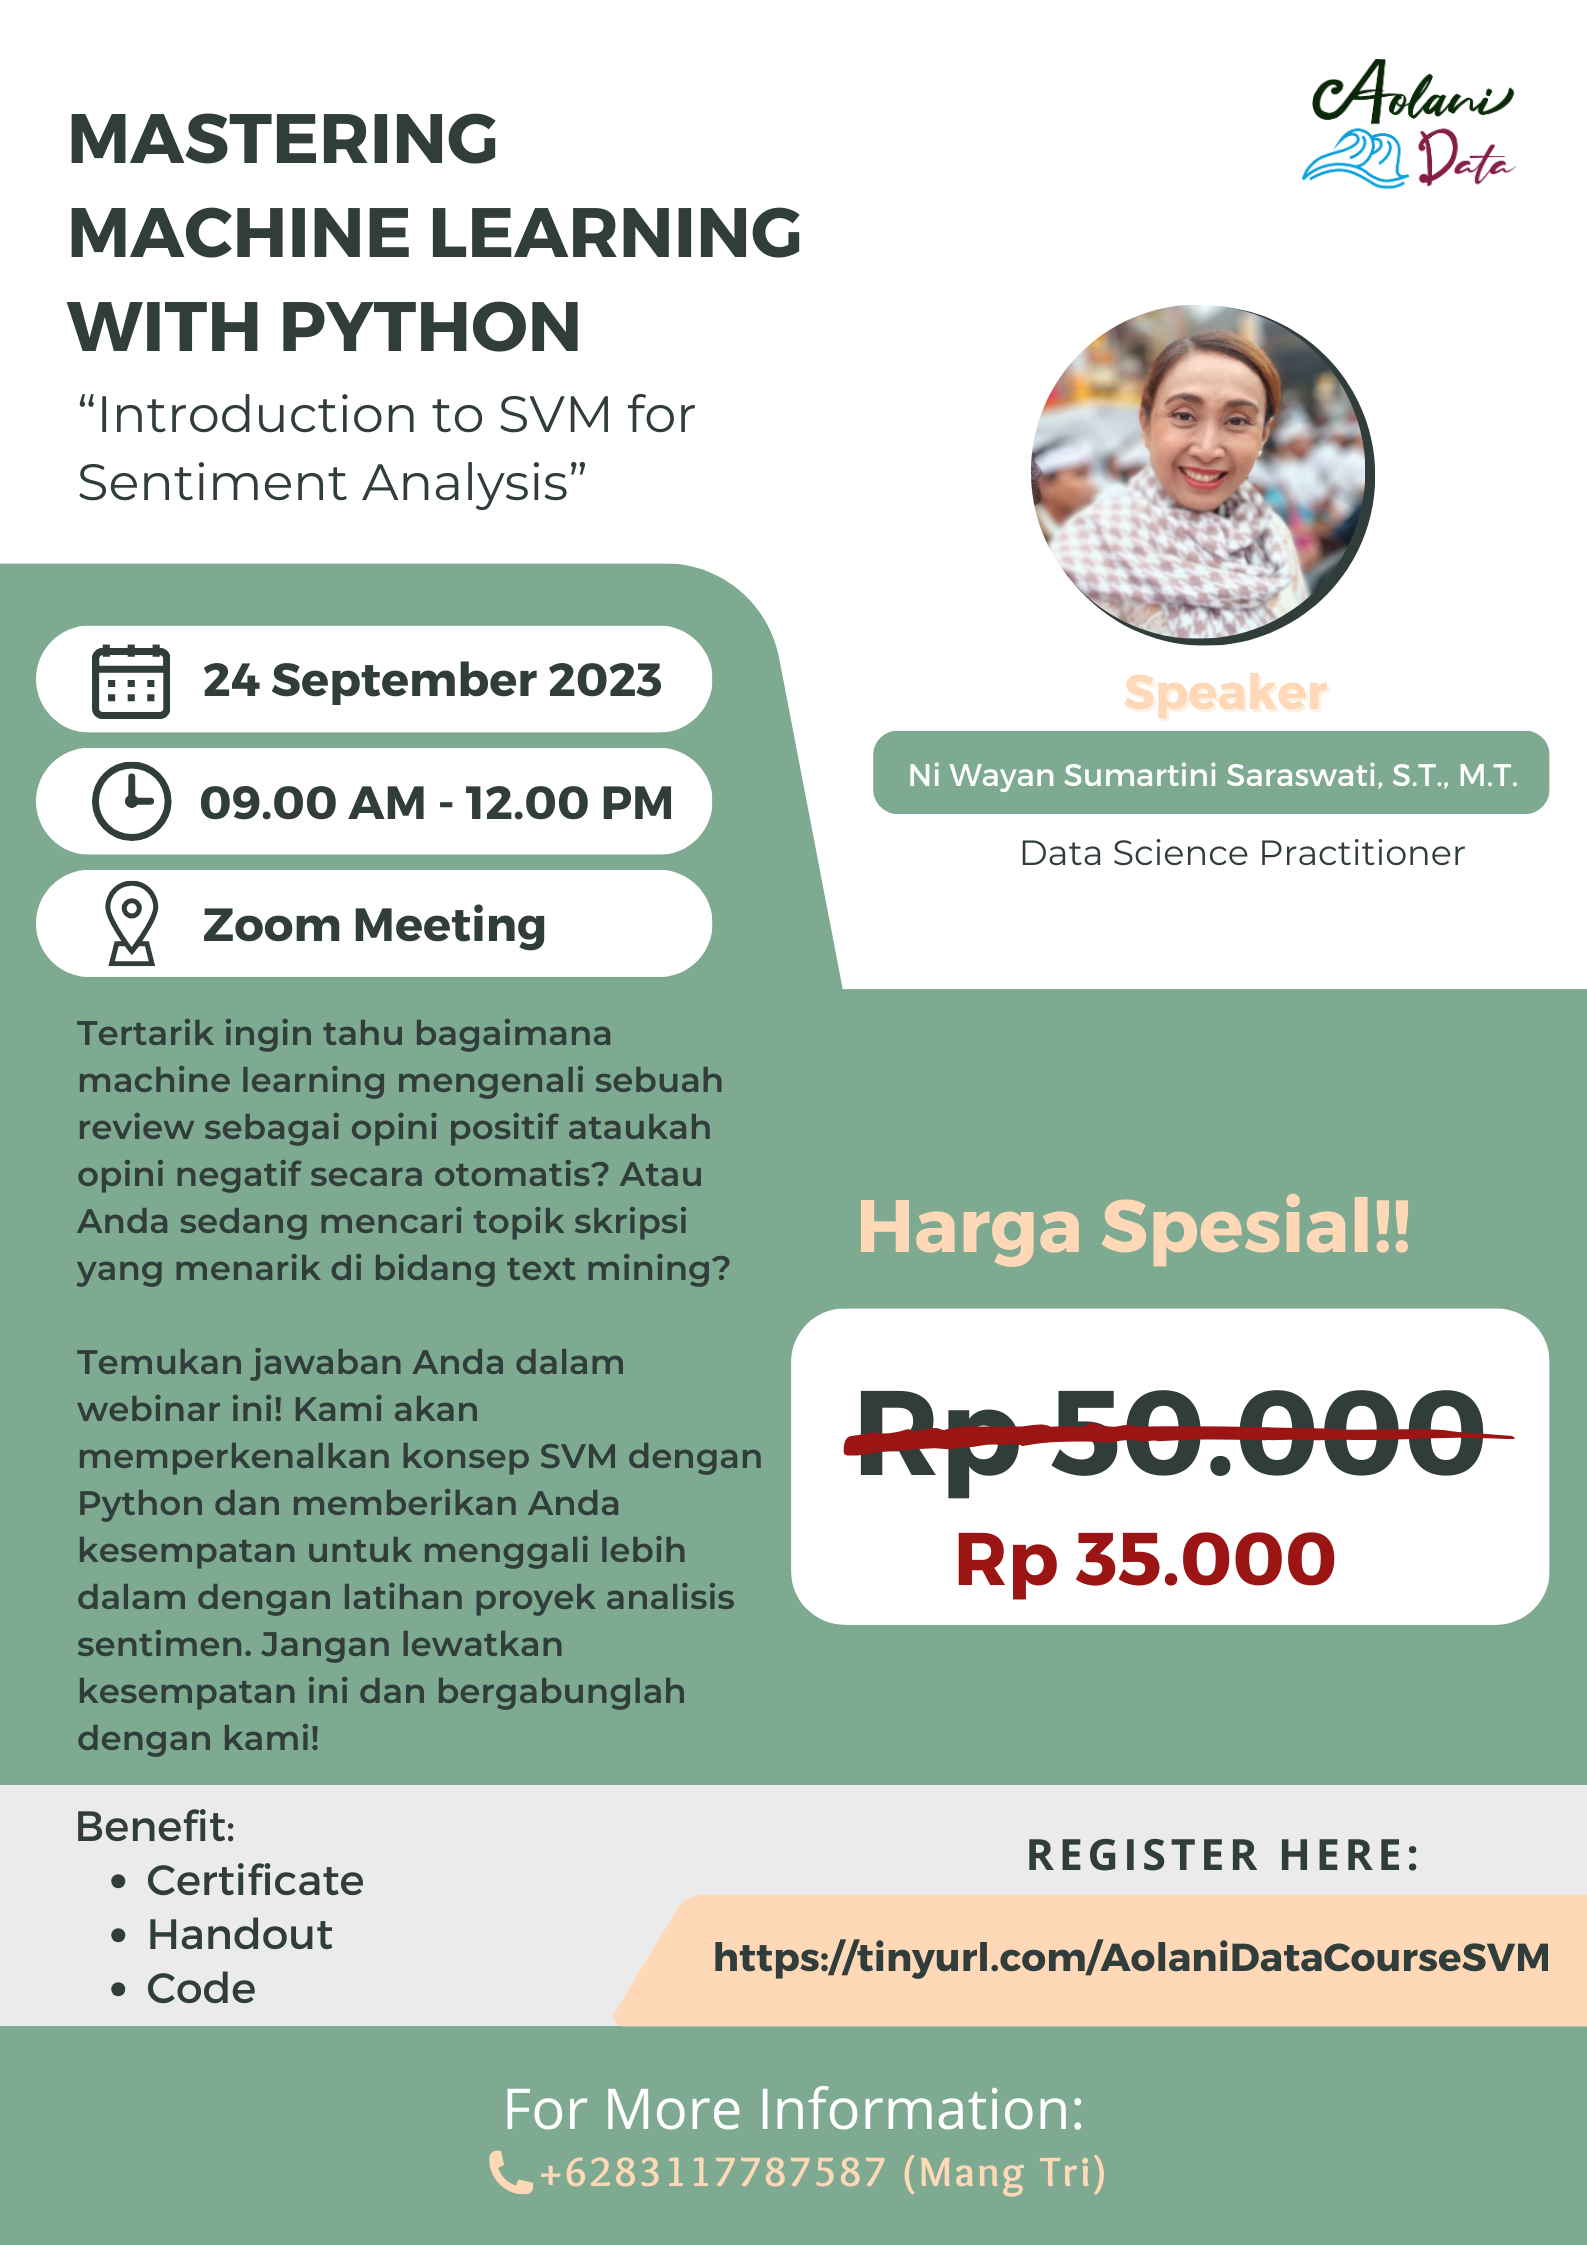 Aolani
Data
MASTERING
MACHINE LEARNING
WITH PYTHON
“Introduction to SVM for
Sentiment Analysis”
24 September 2023
09.00 AM - 12.00 PM
Zoom Meeting
Speaker
Ni Wayan Sumartini Saraswati, S.T., M.T.
Data Science Practitioner
Tertarik ingin tahu bagaimana
machine learning mengenali sebuah
review sebagai opini positif ataukah
opini negatif secara otomatis? Atau
Anda sedang mencari topik skripsi
yang menarik di bidang text mining?
Temukan jawaban Anda dalam
webinar ini! Kami akan
memperkenalkan konsep SVM dengan
Python dan memberikan Anda
kesempatan untuk menggali lebih
dalam dengan latihan proyek analisis
sentimen. Jangan lewatkan
kesempatan ini dan bergabunglah
dengan kami!
Harga Spesial!!
Rp 50.000
Rp 35.000
Benefit:
• Certificate
• Handout
• Code
REGISTER HERE:
https://tinyurl.com/AolaniDataCourseSVM
For More Information:
+6283117787587 (Mang Tri)